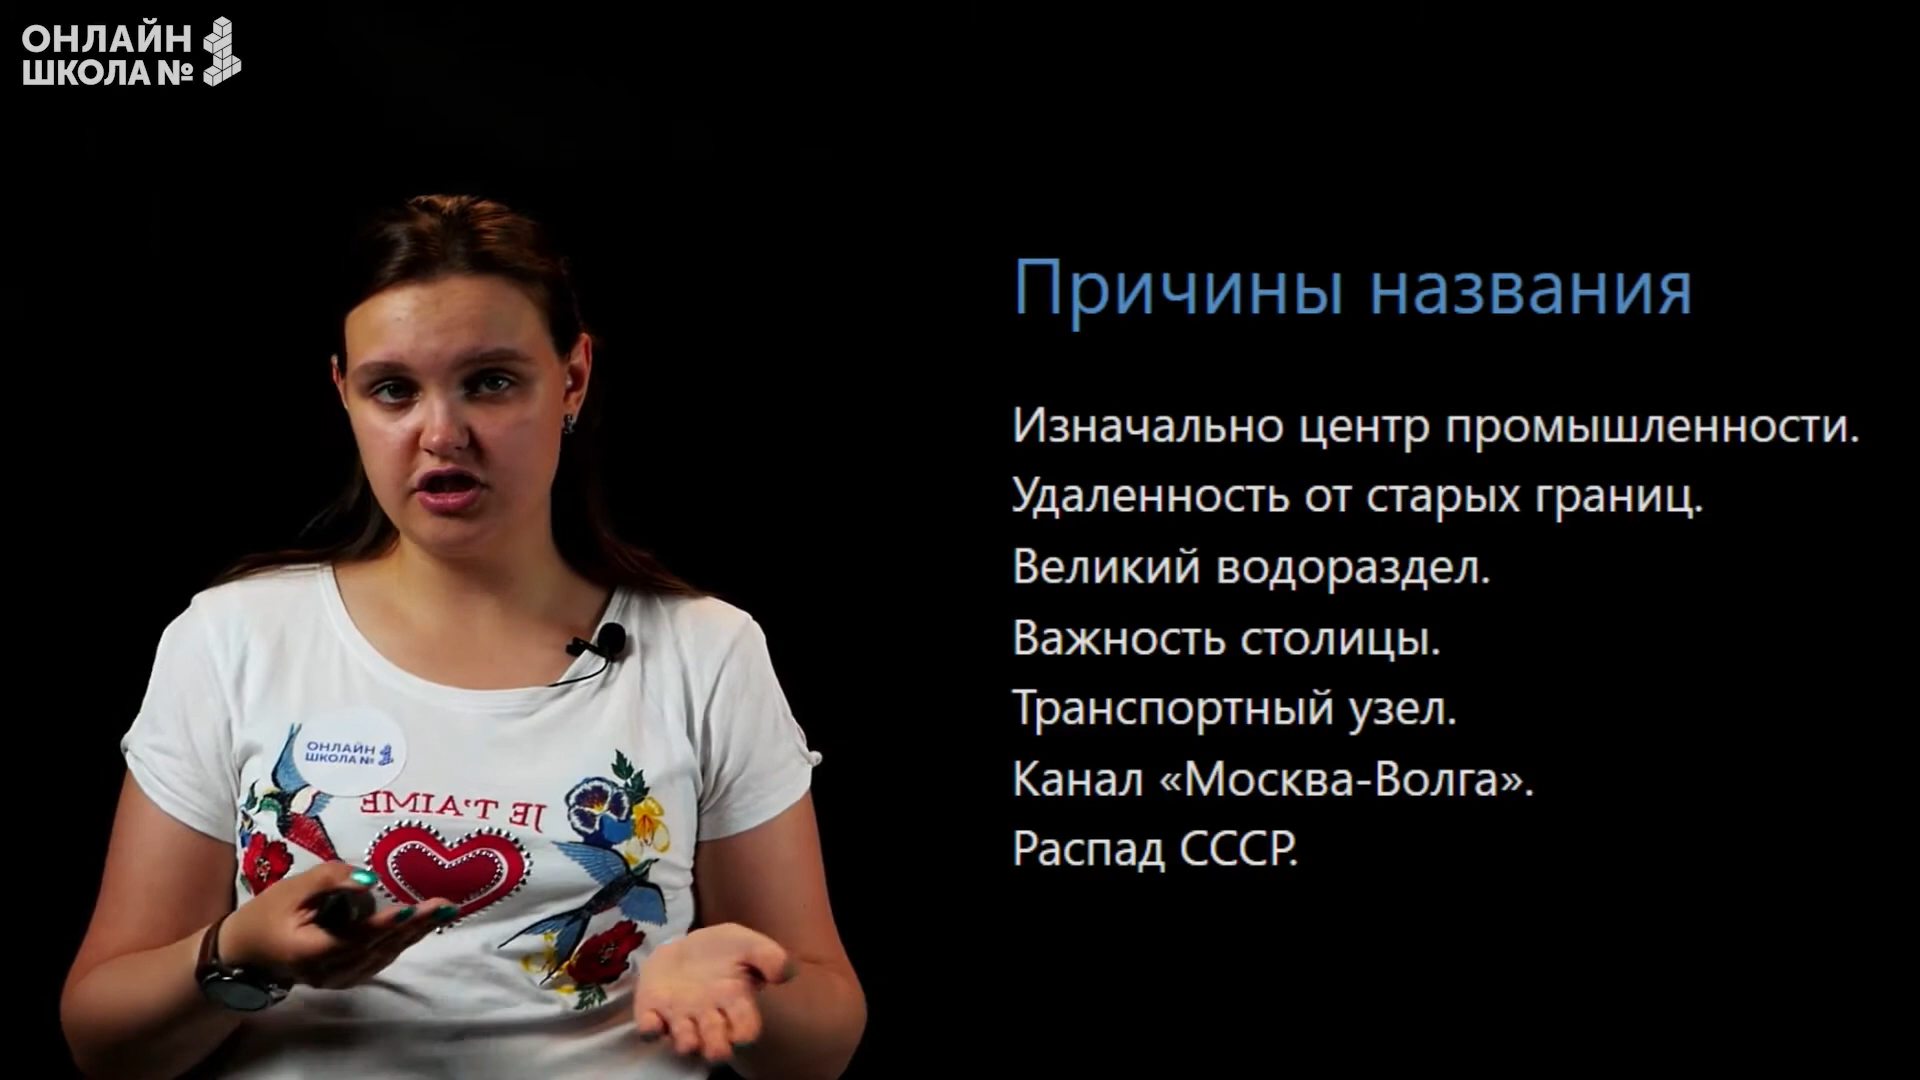 ОНЛАЙН
ШКОЛА №
Причины названия
Изначально центр промышленности.
Удаленность от старых границ.
Великий водораздел.
Важность столицы.
Транспортный узел.
Канал «Москва-Волга».
Распад СССР.
ОНЛАЙН
ШКОЛА №
JE T'AIME